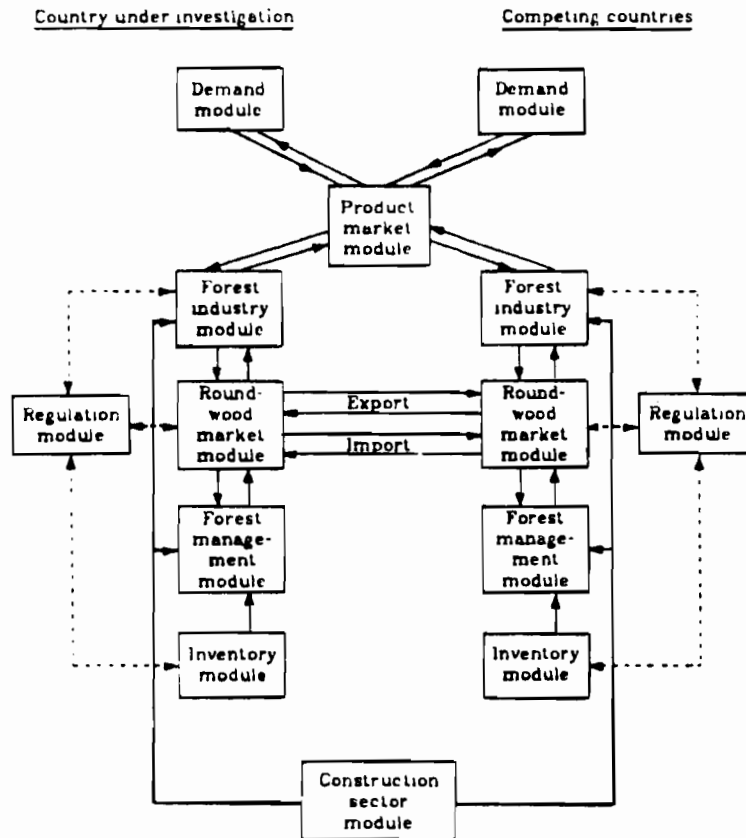 Country under investigation
Competing countries
Demand
module
Demand
module
Product
market
module
Forest
industry
module
Forest
industry
module
Regulation
module
Round-
wood
market
module
Export
Import
Round-
wood
market
module
Regulation
module
Forest
manage-
ment
module
Forest
manage-
ment
module
Inventory
module
Inventory
module
Construction
sector
module